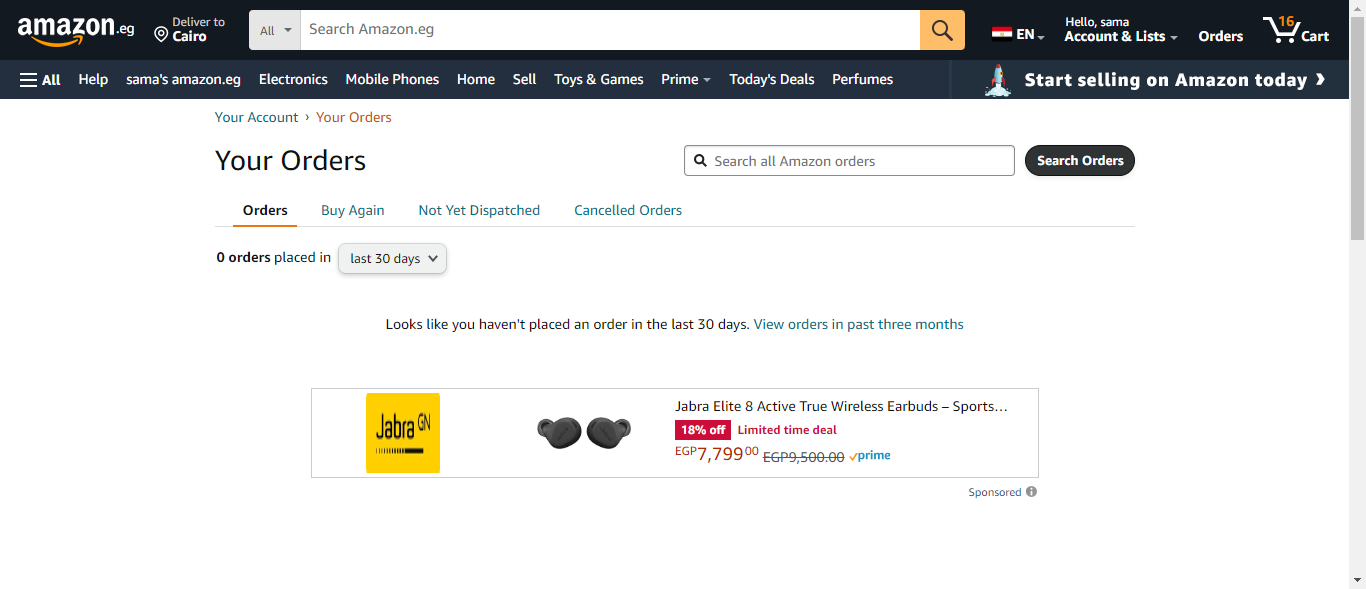 amazon.eg
Deliver to
Cairo
All
Search Amazon.eg
EN
Hello, sama
Account & Lists
Orders
16
Cart
All
Help
sama's amazon.eg
Electronics
Mobile Phones
Home
Sell
Toys & Games
Prime
Today's Deals
Perfumes
Start selling on Amazon today ❯
Your Account › Your Orders
Your Orders
Search all Amazon orders
Search Orders
Orders
Buy Again
Not Yet Dispatched
Cancelled Orders
0 orders placed in
last 30 days
Looks like you haven't placed an order in the last 30 days. View orders in past three months
Jabra GN
Jabra Elite 8 Active True Wireless Earbuds – Sports…
18% off Limited time deal
EGP7,799.00 EGP9,500.00 prime
Sponsored